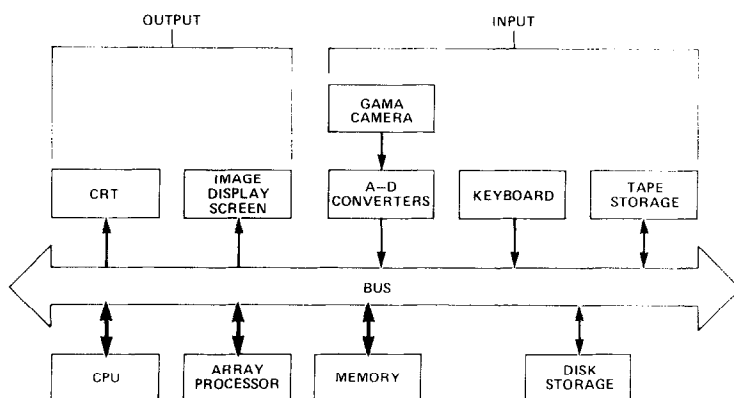 OUTPUT
INPUT
GAMA
CAMERA
CRT
IMAGE
DISPLAY
SCREEN
A-D
CONVERTERS
KEYBOARD
TAPE
STORAGE
BUS
CPU
ARRAY
PROCESSOR
MEMORY
DISK
STORAGE